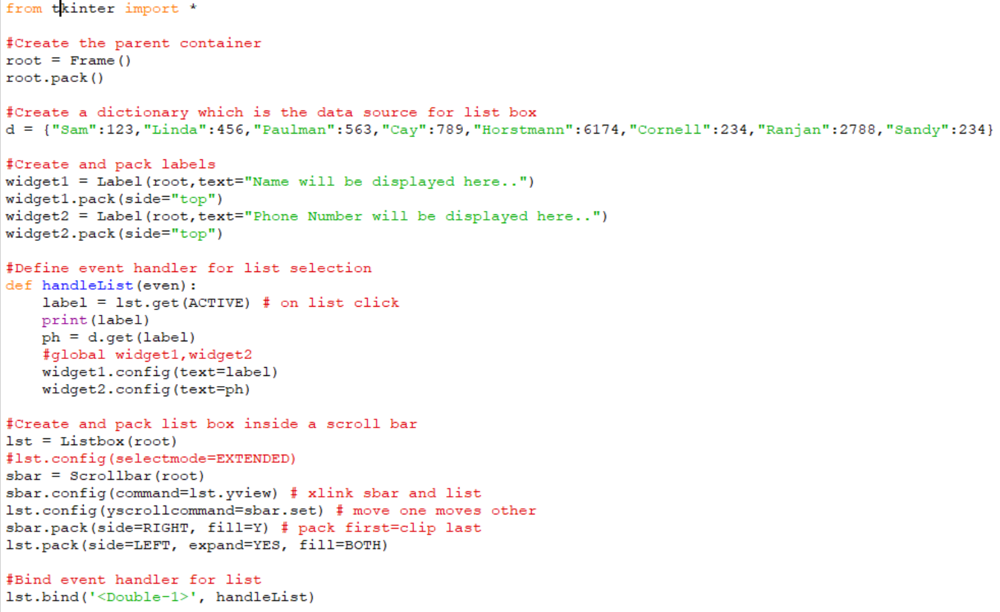 from tkinter import *
#Create the parent container
root = Frame()
root.pack()
#Create a dictionary which is the data source for list box
d = {"Sam":123,"Linda":456,"Paulman":563,"Cay":789,"Horstmann":6174,"Cornell":234,"Ranjan":2788,"Sandy":234}
#Create and pack labels
widget1 = Label(root,text="Name will be displayed here..")
widget1.pack(side="top")
widget2 = Label(root,text="Phone Number will be displayed here..")
widget2.pack(side="top")
#Define event handler for list selection
def handleList(even):
    label = lst.get(ACTIVE) # on list click
    print(label)
    ph = d.get(label)
    #global widget1,widget2
    widget1.config(text=label)
    widget2.config(text=ph)
#Create and pack list box inside a scroll bar
lst = Listbox(root)
#lst.config(selectmode=EXTENDED)
sbar = Scrollbar(root)
sbar.config(command=lst.yview) # xlink sbar and list
lst.config(yscrollcommand=sbar.set) # move one moves other
sbar.pack(side=RIGHT, fill=Y) # pack first=clip last
lst.pack(side=LEFT, expand=YES, fill=BOTH)
#Bind event handler for list
lst.bind('<Double-1>', handleList)